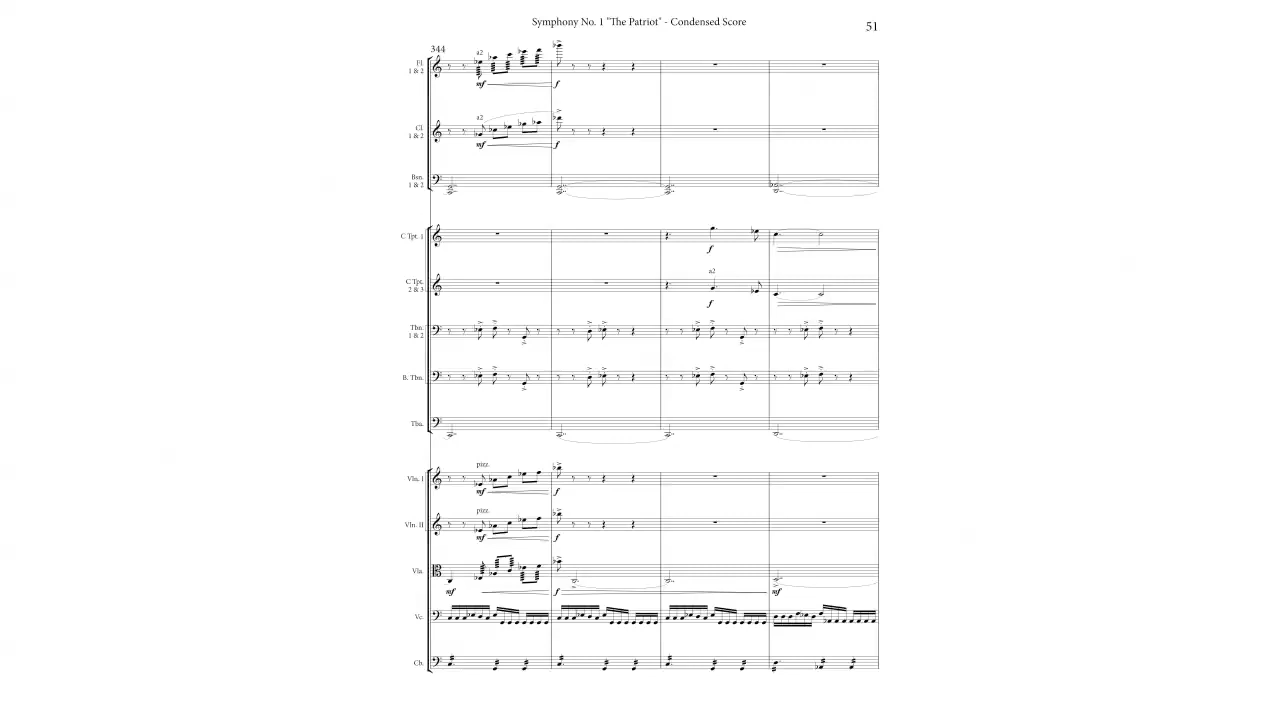 Symphony No. 1 "The Patriot" - Condensed Score
51
344
Fl.
1 & 2
a2
mf
f
Cl.
1 & 2
a2
mf
f
Bsn.
1 & 2
C Tpt. 1
f
C Tpt.
2 & 3
a2
f
Tbn.
1 & 2
B. Tbn.
Tba.
Vln. I
pizz.
mf
f
Vln. II
pizz.
mf
f
Vla.
mf
f
mf
Vc.
Cb.